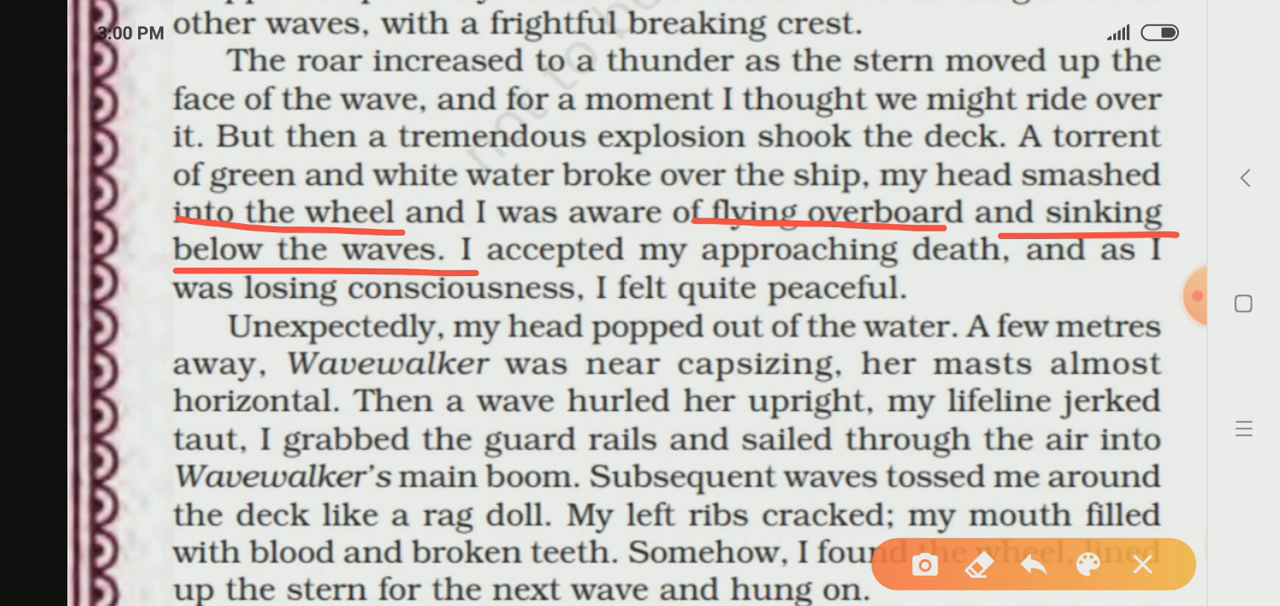 3:00 PM
other waves, with a frightful breaking crest.
The roar increased to a thunder as the stern moved up the
face of the wave, and for a moment I thought we might ride over
it. But then a tremendous explosion shook the deck. A torrent
of green and white water broke over the ship, my head smashed
into the wheel and I was aware of flying overboard and sinking
below the waves. I accepted my approaching death, and as I
was losing consciousness, I felt quite peaceful.
Unexpectedly, my head popped out of the water. A few metres
away, Wavewalker was near capsizing, her masts almost
horizontal. Then a wave hurled her upright, my lifeline jerked
taut, I grabbed the guard rails and sailed through the air into
Wavewalker's main boom. Subsequent waves tossed me around
the deck like a rag doll. My left ribs cracked; my mouth filled
with blood and broken teeth. Somehow, I found the wheel, lined
up the stern for the next wave and hung on.
not to be